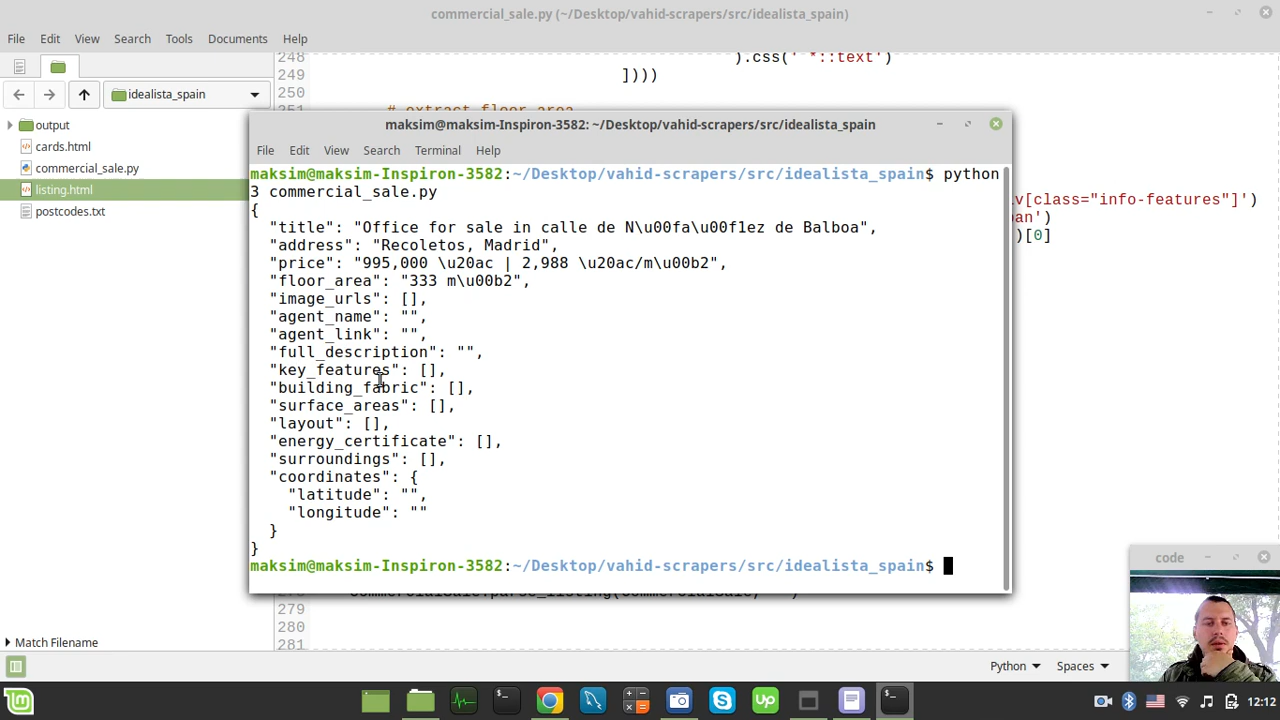 commercial_sale.py (~/Desktop/vahid-scrapers/src/idealista_spain)
File Edit View Search Tools Documents Help
idealista_spain
output
cards.html
commercial_sale.py
listing.html
postcodes.txt
Match Filename
248 ).css(' *::text')
249 ]))))
250
v[class="info-features"]')
an')
)[0]
maksim@maksim-Inspiron-3582: ~/Desktop/vahid-scrapers/src/idealista_spain
File Edit View Search Terminal Help
maksim@maksim-Inspiron-3582:~/Desktop/vahid-scrapers/src/idealista_spain$ python
3 commercial_sale.py
{
"title": "Office for sale in calle de N\u00fa\u00f1ez de Balboa",
"address": "Recoletos, Madrid",
"price": "995,000 \u20ac | 2,988 \u20ac/m\u00b2",
"floor_area": "333 m\u00b2",
"image_urls": [],
"agent_name": "",
"agent_link": "",
"full_description": "",
"key_features": [],
"building_fabric": [],
"surface_areas": [],
"layout": [],
"energy_certificate": [],
"surroundings": [],
"coordinates": {
"latitude": "",
"longitude": ""
}
}
maksim@maksim-Inspiron-3582:~/Desktop/vahid-scrapers/src/idealista_spain$
279
280
281
code
Python Spaces
Up
12:12